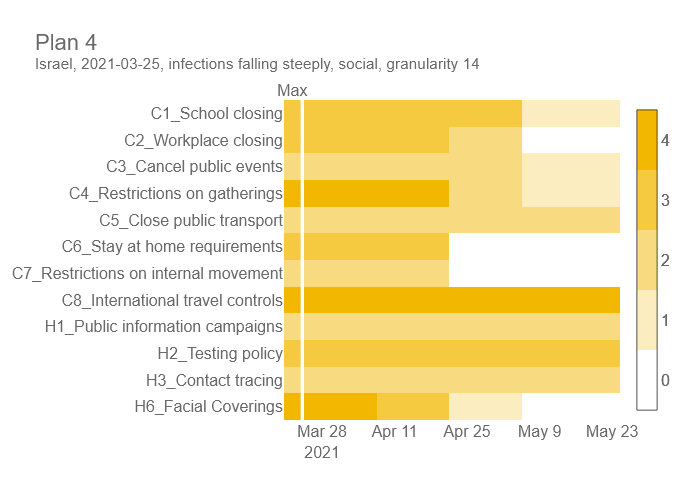 Plan 4
Israel, 2021-03-25, infections falling steeply, social, granularity 14
Max
C1_School closing
C2_Workplace closing
C3_Cancel public events
C4_Restrictions on gatherings
C5_Close public transport
C6_Stay at home requirements
C7_Restrictions on internal movement
C8_International travel controls
H1_Public information campaigns
H2_Testing policy
H3_Contact tracing
H6_Facial Coverings
Mar 28 Apr 11 Apr 25 May 9 May 23
2021
4
3
2
1
0